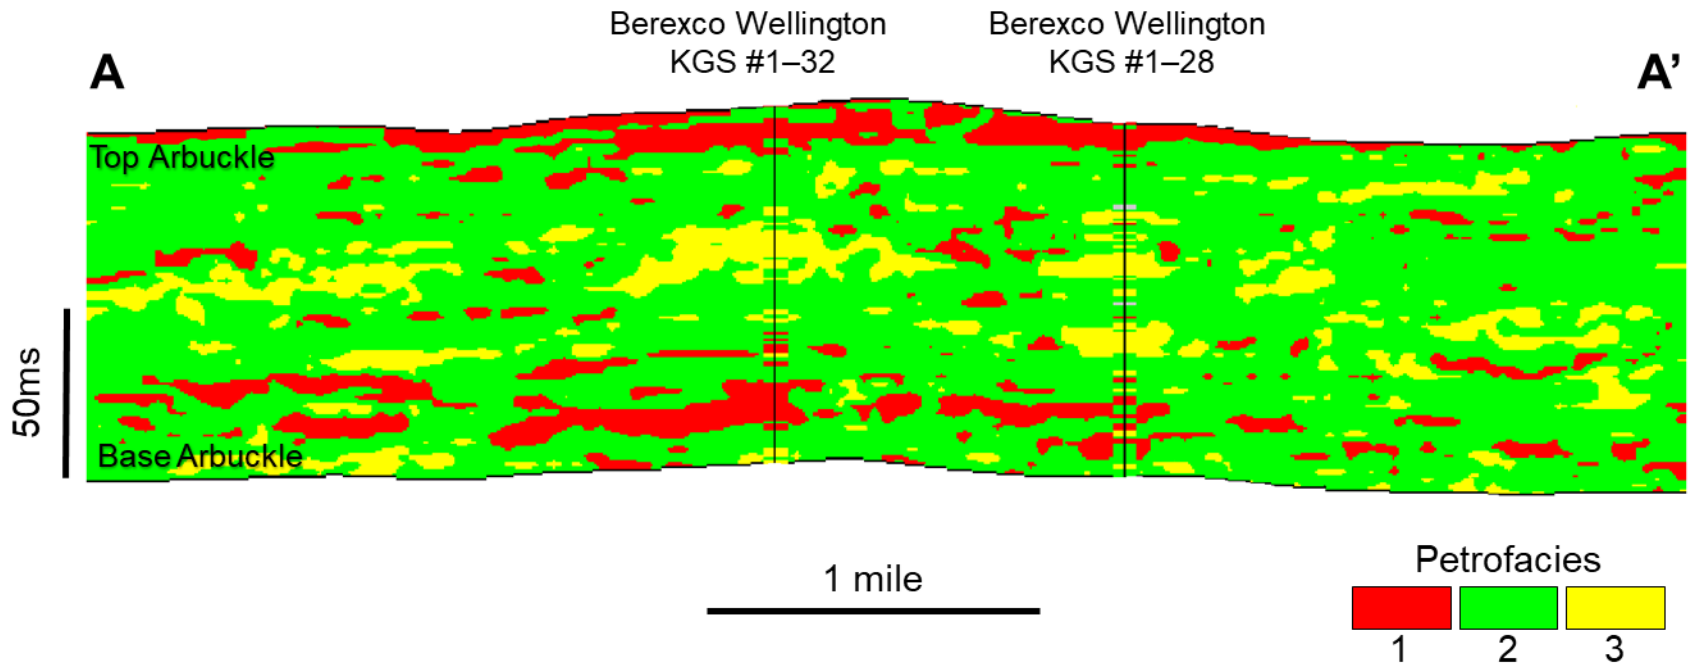 Berexco Wellington
KGS #1–32
Berexco Wellington
KGS #1–28
A
A’
Top Arbuckle
50ms
Base Arbuckle
1 mile
Petrofacies
1
2
3